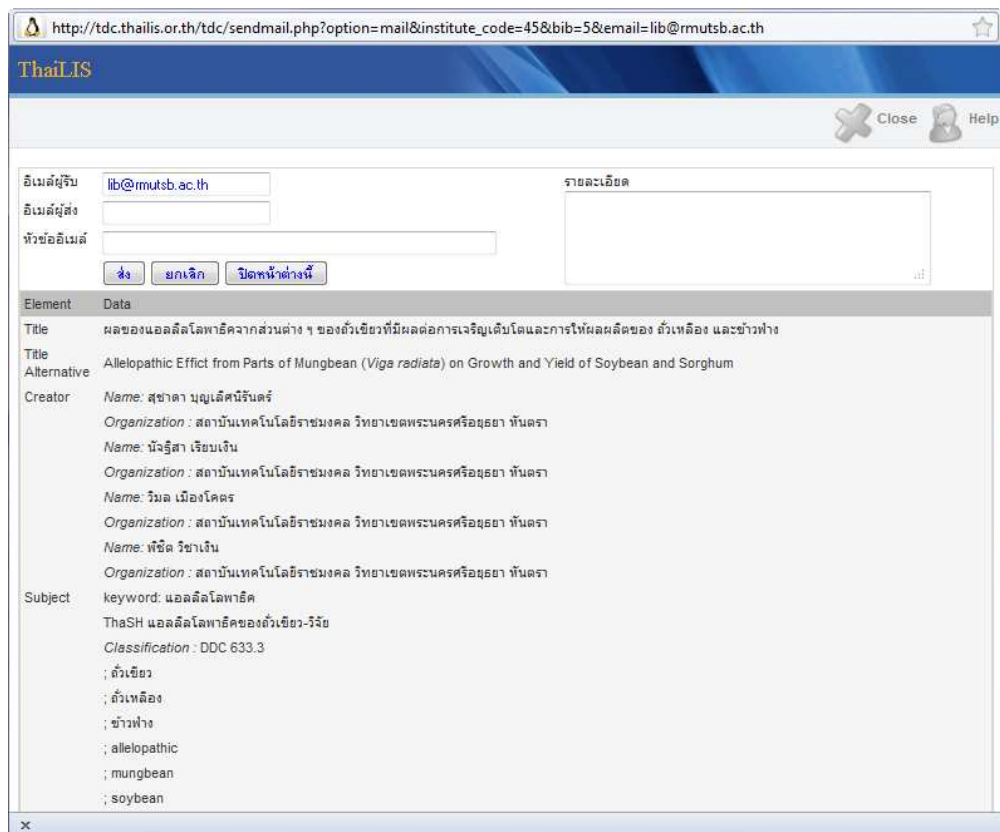 http://tdc.thailis.or.th/tdc/sendmail.php?option=mail&institute_code=45&bib=5&email=lib@rmutsb.ac.th
ThaiLIS
Close Help
อีเมล์ผู้รับ lib@rmutsb.ac.th รายละเอียด
อีเมล์ผู้ส่ง
หัวข้ออีเมล์
ส่ง ยกเลิก ปิดหน้าต่างนี้
Element Data
Title ผลของแอลลีลโลพาธิคจากส่วนต่าง ๆ ของถั่วเขียวที่มีผลต่อการเจริญเติบโตและการให้ผลผลิตของ ถั่วเหลือง และข้าวฟ่าง
Title Alternative Allelopathic Effict from Parts of Mungbean (Viga radiata) on Growth and Yield of Soybean and Sorghum
Creator Name: สุชาดา บุญเลิศนิรันดร์
Organization : สถาบันเทคโนโลยีราชมงคล วิทยาเขตพระนครศรีอยุธยา หันตรา
Name: นัจฐิสา เรียบเงิน
Organization : สถาบันเทคโนโลยีราชมงคล วิทยาเขตพระนครศรีอยุธยา หันตรา
Name: วิมล เมืองโคตร
Organization : สถาบันเทคโนโลยีราชมงคล วิทยาเขตพระนครศรีอยุธยา หันตรา
Name: พิชิต วิชาเงิน
Organization : สถาบันเทคโนโลยีราชมงคล วิทยาเขตพระนครศรีอยุธยา หันตรา
Subject keyword: แอลลีลโลพาธิค
ThaSH แอลลีลโลพาธิคของถั่วเขียว-วิจัย
Classification : DDC 633.3
; ถั่วเขียว
; ถั่วเหลือง
; ข้าวฟ่าง
; allelopathic
; mungbean
; soybean